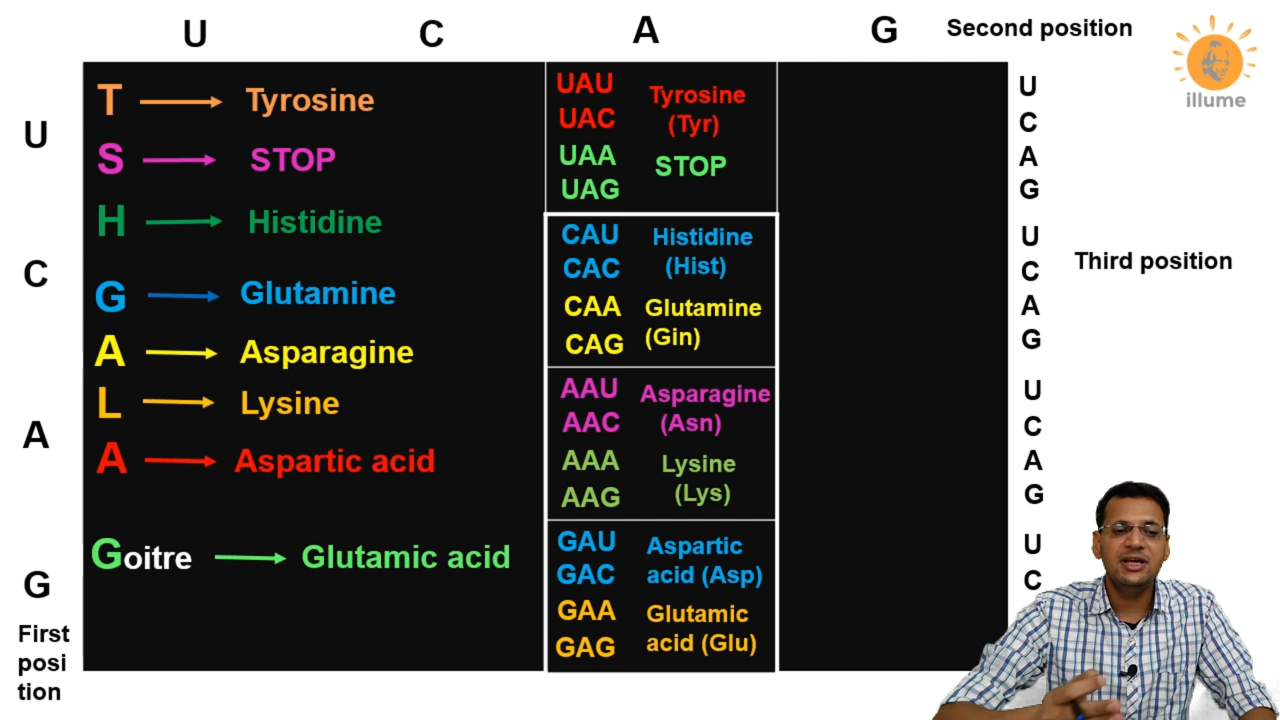 U C A G Second position
illume
U
T Tyrosine
S STOP
H Histidine
C
G Glutamine
A Asparagine
L Lysine
A
A Aspartic acid
Goitre Glutamic acid
G
First
posi
tion
UAU
UAC
Tyrosine
(Tyr)
UAA
UAG
STOP
CAU
CAC
Histidine
(Hist)
CAA
CAG
Glutamine
(Gin)
AAU
AAC
Asparagine
(Asn)
AAA
AAG
Lysine
(Lys)
GAU
GAC
Aspartic
acid (Asp)
GAA
GAG
Glutamic
acid (Glu)
U
C
A
G
U
C
A
G
U
C
A
G
U
C
Third position